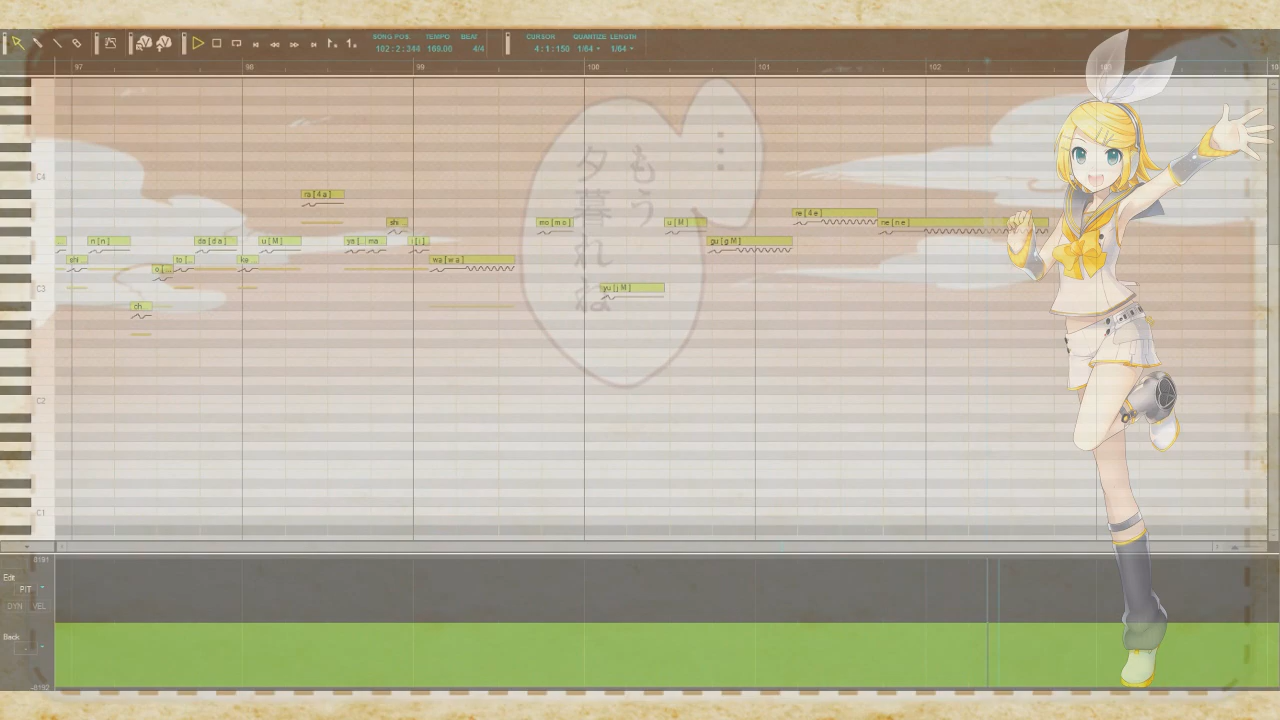 SONG POS. TEMPO BEAT
102:2:344 169.00 4/4
CURSOR QUANTIZE LENGTH
4:1:150 1/64 1/64
97 98 99 100 101 102 103
…
もう
夕暮れね
C4
ra [4 a]
re [4 e]
shi
mo [m o]
u [M]
ne [n e]
n [n]
da [d a]
u [M]
ya [
ma
i [i]
gu [g M]
shi
o [
to [
ke
wa [w a]
C3
yu [j M]
ch
C2
C1
8191
Edit
PIT
DYN VEL
Back
-8192